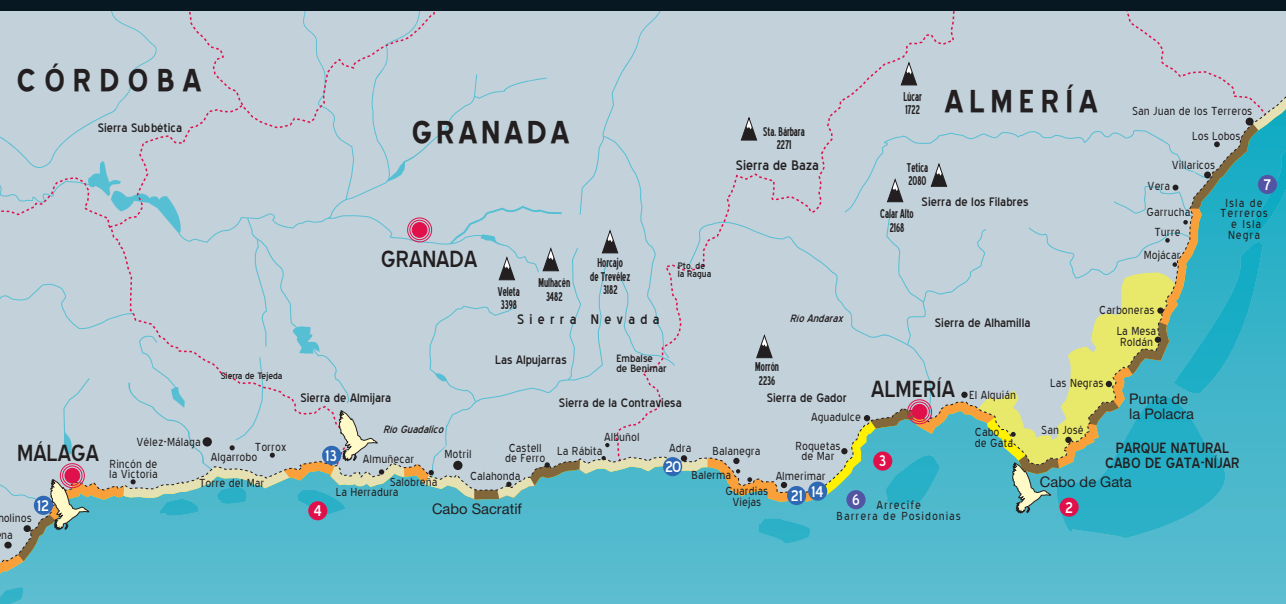 CÓRDOBA
Sierra Subbética
GRANADA
ALMERÍA
Lúcar
1722
Sta. Bárbara
2271
Sierra de Baza
Tetica
2080
Calar Alto
2168
Sierra de los Filabres
San Juan de los Terreros
Los Lobos
Villaricos
Vera
Garrucha
Turre
Mojácar
7
Isla de
Terreros
e Isla
Negra
GRANADA
Veleta
3398
Mulhacén
3482
Horcajo
de Trevélez
3182
Sierra Nevada
Pto. de
la Ragua
Las Alpujarras
Embalse
de Benimar
Rio Andarax
Sierra de Alhamilla
Morrón
2236
Sierra de Gador
Carboneras
La Mesa
Roldán
Las Negras
Punta de
la Polacra
Sierra de Tejeda
Sierra de Almijara
Rio Guadalico
Sierra de la Contraviesa
ALMERÍA
Aguadulce
El Alquián
Cabo
de Gata
San José
PARQUE NATURAL
CABO DE GATA-NÍJAR
Cabo de Gata
2
MÁLAGA
12
molinos
ena
Rincón de
la Victoria
Vélez-Málaga
Algarrobo
Torrox
Torre del Mar
13
4
La Herradura
Almuñecar
Salobreña
Motril
Calahonda
Cabo Sacratif
Castell
de Ferro
La Rábita
Albuñol
Adra
20
Balanegra
Balerma
Guardias
Viejas
Almerimar
21
14
Roquetas
de Mar
3
6
Arrecife
Barrera de Posidonias